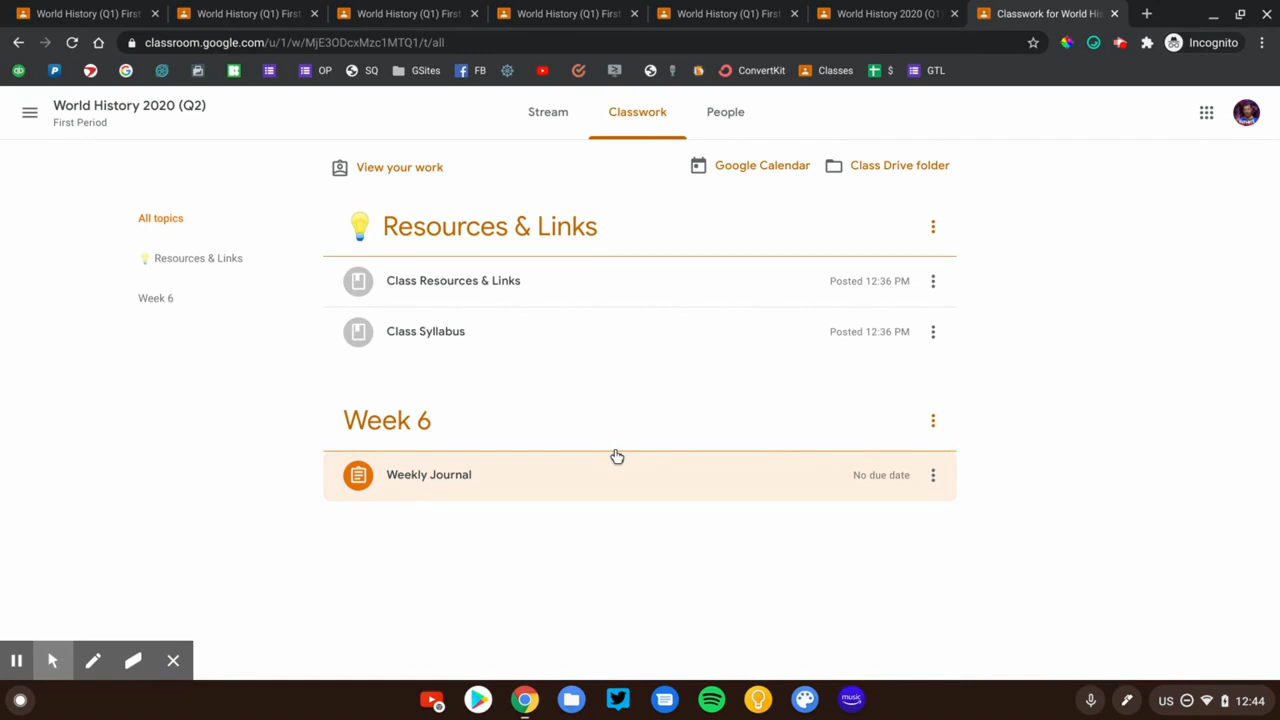 World History (Q1) First
World History (Q1) First
World History (Q1) First
World History (Q1) First
World History (Q1) First
World History 2020 (Q1)
Classwork for World His
classroom.google.com/u/1/w/MjE3ODcxMzc1MTQ1/t/all
Incognito
OP
SQ
GSites
FB
ConvertKit
Classes
$
GTL
World History 2020 (Q2)
First Period
Stream
Classwork
People
View your work
Google Calendar
Class Drive folder
All topics
Resources & Links
Week 6
Resources & Links
Class Resources & Links
Posted 12:36 PM
Class Syllabus
Posted 12:36 PM
Week 6
Weekly Journal
No due date
music
US
12:44